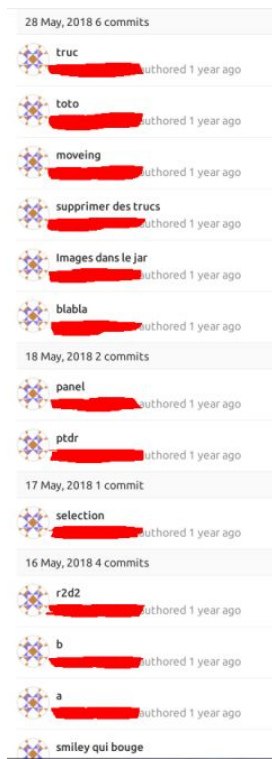 28 May, 2018 6 commits
truc
authored 1 year ago
toto
authored 1 year ago
moveing
authored 1 year ago
supprimer des trucs
authored 1 year ago
Images dans le jar
authored 1 year ago
blabla
authored 1 year ago
18 May, 2018 2 commits
panel
authored 1 year ago
ptdr
authored 1 year ago
17 May, 2018 1 commit
selection
authored 1 year ago
16 May, 2018 4 commits
r2d2
authored 1 year ago
b
authored 1 year ago
a
authored 1 year ago
smiley qui bouge